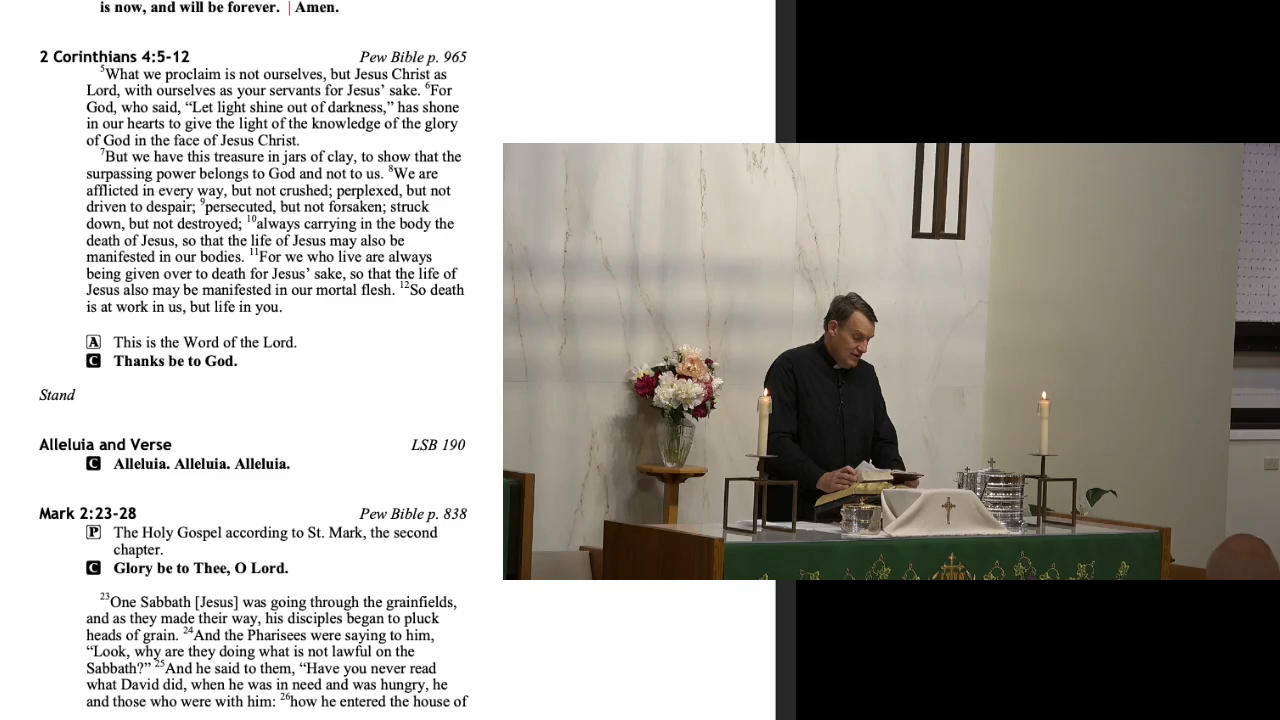 is now, and will be forever. | Amen.
2 Corinthians 4:5-12 Pew Bible p. 965
⁵What we proclaim is not ourselves, but Jesus Christ as
Lord, with ourselves as your servants for Jesus’ sake. ⁶For
God, who said, “Let light shine out of darkness,” has shone
in our hearts to give the light of the knowledge of the glory
of God in the face of Jesus Christ.
⁷But we have this treasure in jars of clay, to show that the
surpassing power belongs to God and not to us. ⁸We are
afflicted in every way, but not crushed; perplexed, but not
driven to despair; ⁹persecuted, but not forsaken; struck
down, but not destroyed; ¹⁰always carrying in the body the
death of Jesus, so that the life of Jesus may also be
manifested in our bodies. ¹¹For we who live are always
being given over to death for Jesus’ sake, so that the life of
Jesus also may be manifested in our mortal flesh. ¹²So death
is at work in us, but life in you.
A This is the Word of the Lord.
C Thanks be to God.
Stand
Alleluia and Verse LSB 190
C Alleluia. Alleluia. Alleluia.
Mark 2:23-28 Pew Bible p. 838
P The Holy Gospel according to St. Mark, the second
chapter.
C Glory be to Thee, O Lord.
²³One Sabbath [Jesus] was going through the grainfields,
and as they made their way, his disciples began to pluck
heads of grain. ²⁴And the Pharisees were saying to him,
“Look, why are they doing what is not lawful on the
Sabbath?” ²⁵And he said to them, “Have you never read
what David did, when he was in need and was hungry, he
and those who were with him: ²⁶how he entered the house of